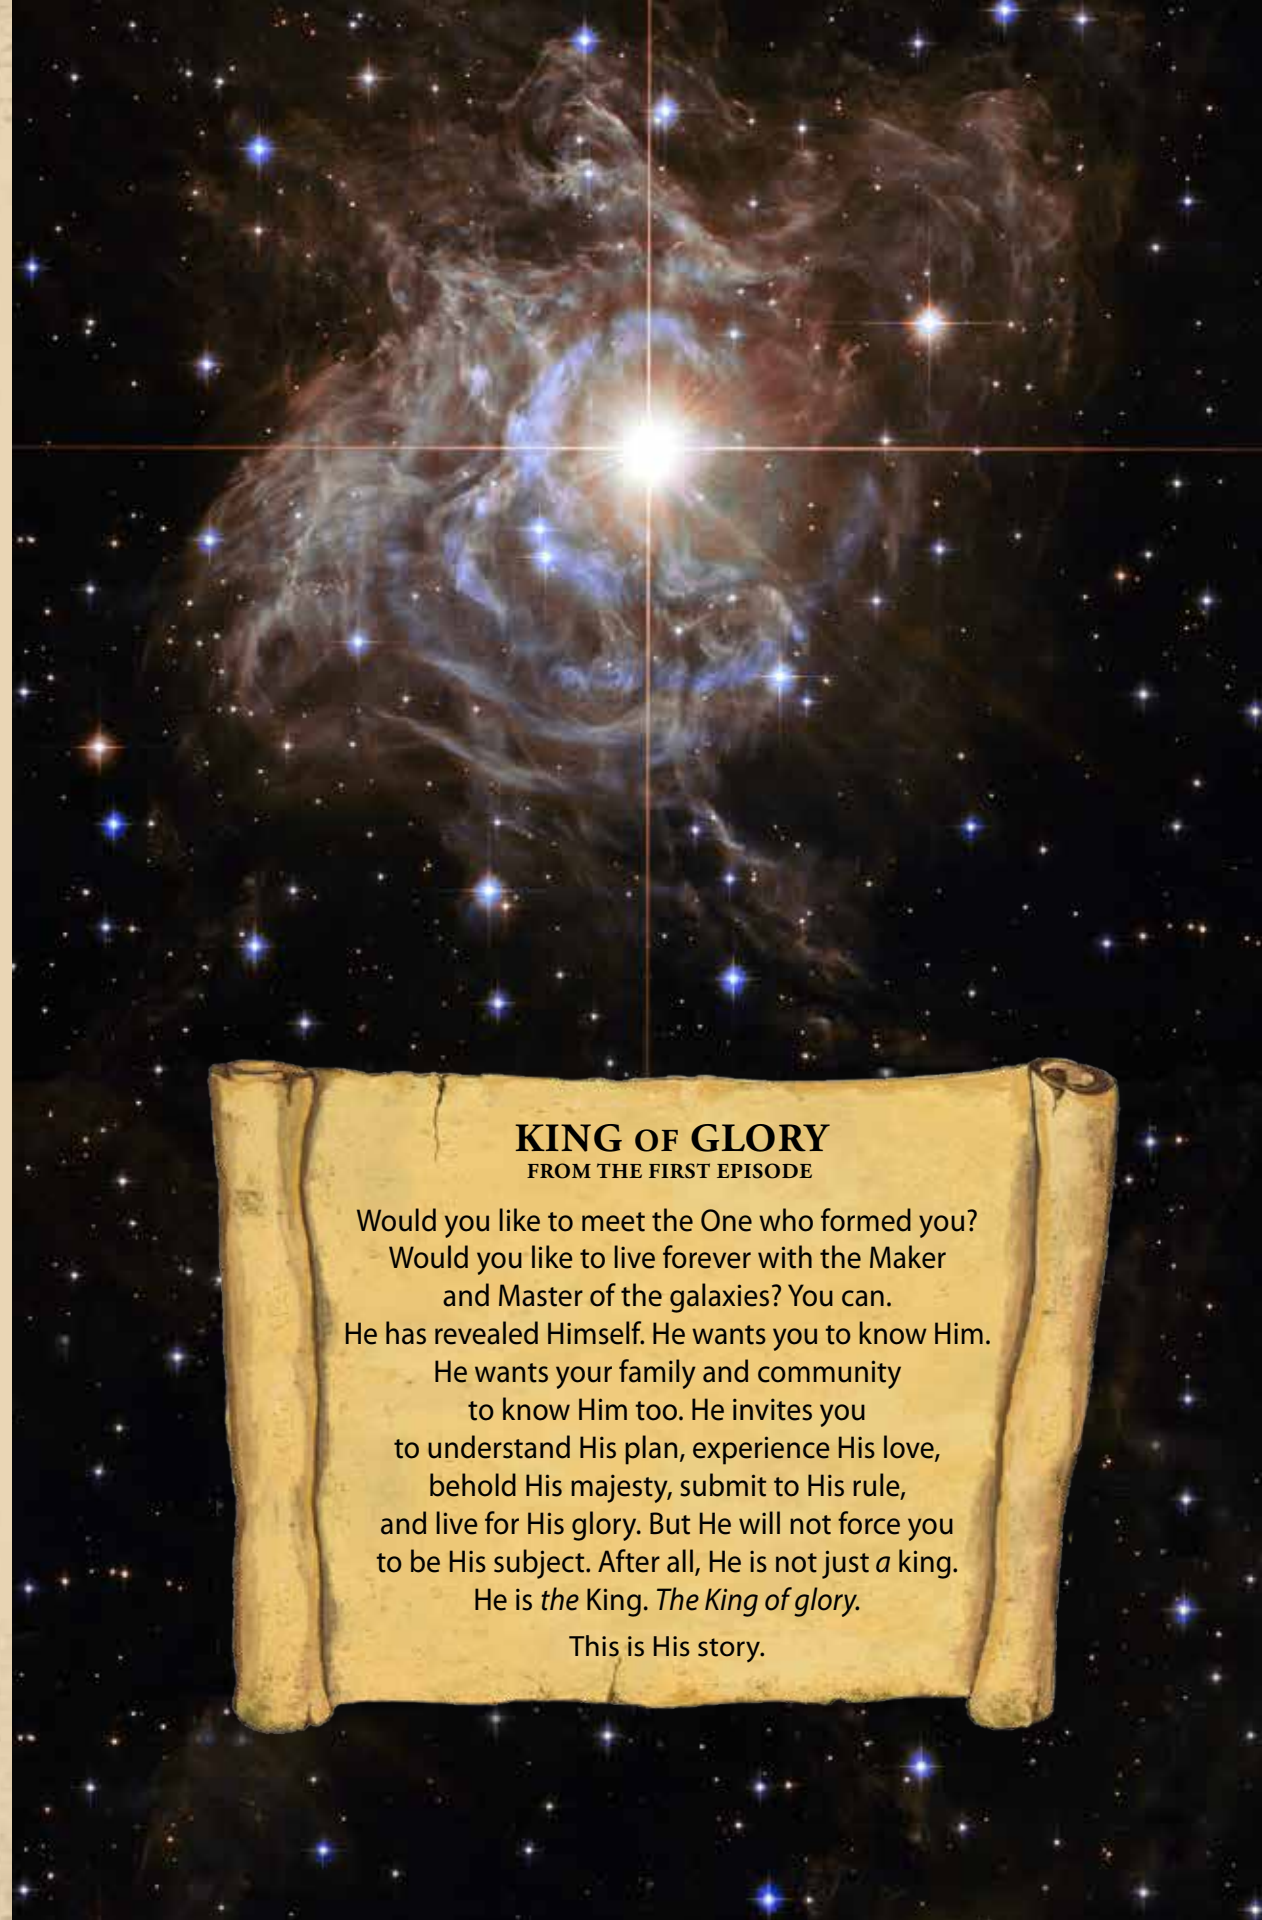 KING OF GLORY
FROM THE FIRST EPISODE
Would you like to meet the One who formed you?
Would you like to live forever with the Maker
and Master of the galaxies? You can.
He has revealed Himself. He wants you to know Him.
He wants your family and community
to know Him too. He invites you
to understand His plan, experience His love,
behold His majesty, submit to His rule,
and live for His glory. But He will not force you
to be His subject. After all, He is not just a king.
He is the King. The King of glory.
This is His story.